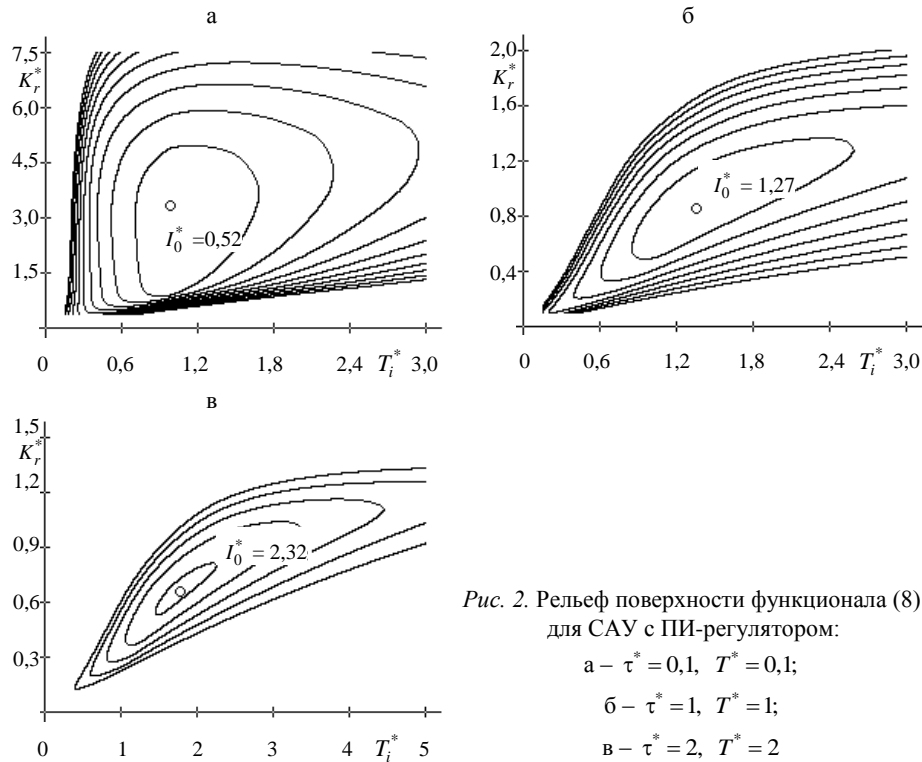 а
7,5
K_r^*
6,0
4,5
3,0
1,5
I_0^* =0,52
0 0,6 1,2 1,8 2,4 T_i^* 3,0
б
2,0
K_r^*
1,6
1,2
0,8
0,4
I_0^* = 1,27
0 0,6 1,2 1,8 2,4 T_i^* 3,0
в
1,5
K_r^*
1,2
0,9
0,6
0,3
I_0^* = 2,32
0 1 2 3 4 T_i^* 5
Рис. 2. Рельеф поверхности функционала (8)
для САУ с ПИ-регулятором:
а – τ^* = 0,1, T^* = 0,1;
б – τ^* = 1, T^* = 1;
в – τ^* = 2, T^* = 2